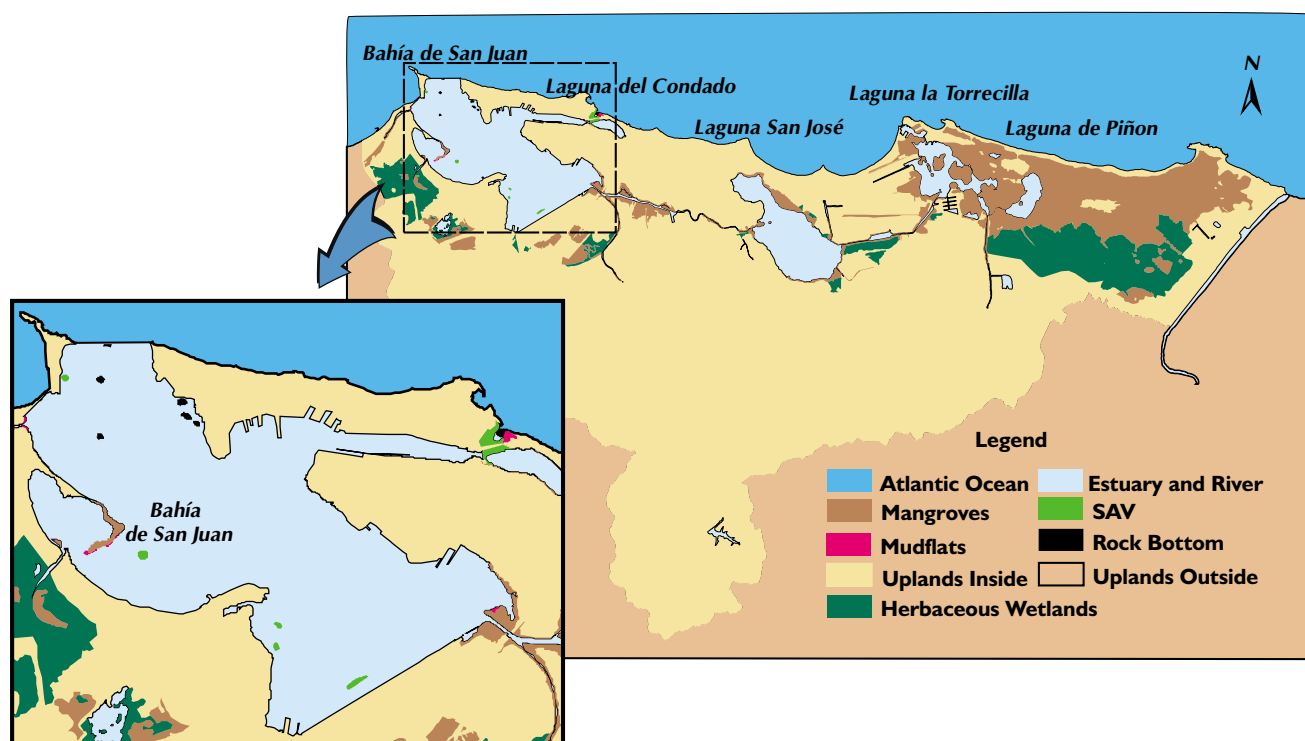 Bahía de San Juan
Laguna del Condado
Laguna San José
Laguna la Torrecilla
Laguna de Piñon
N
Bahía
de San Juan
Legend
Atlantic Ocean
Mangroves
Mudflats
Uplands Inside
Herbaceous Wetlands
Estuary and River
SAV
Rock Bottom
Uplands Outside